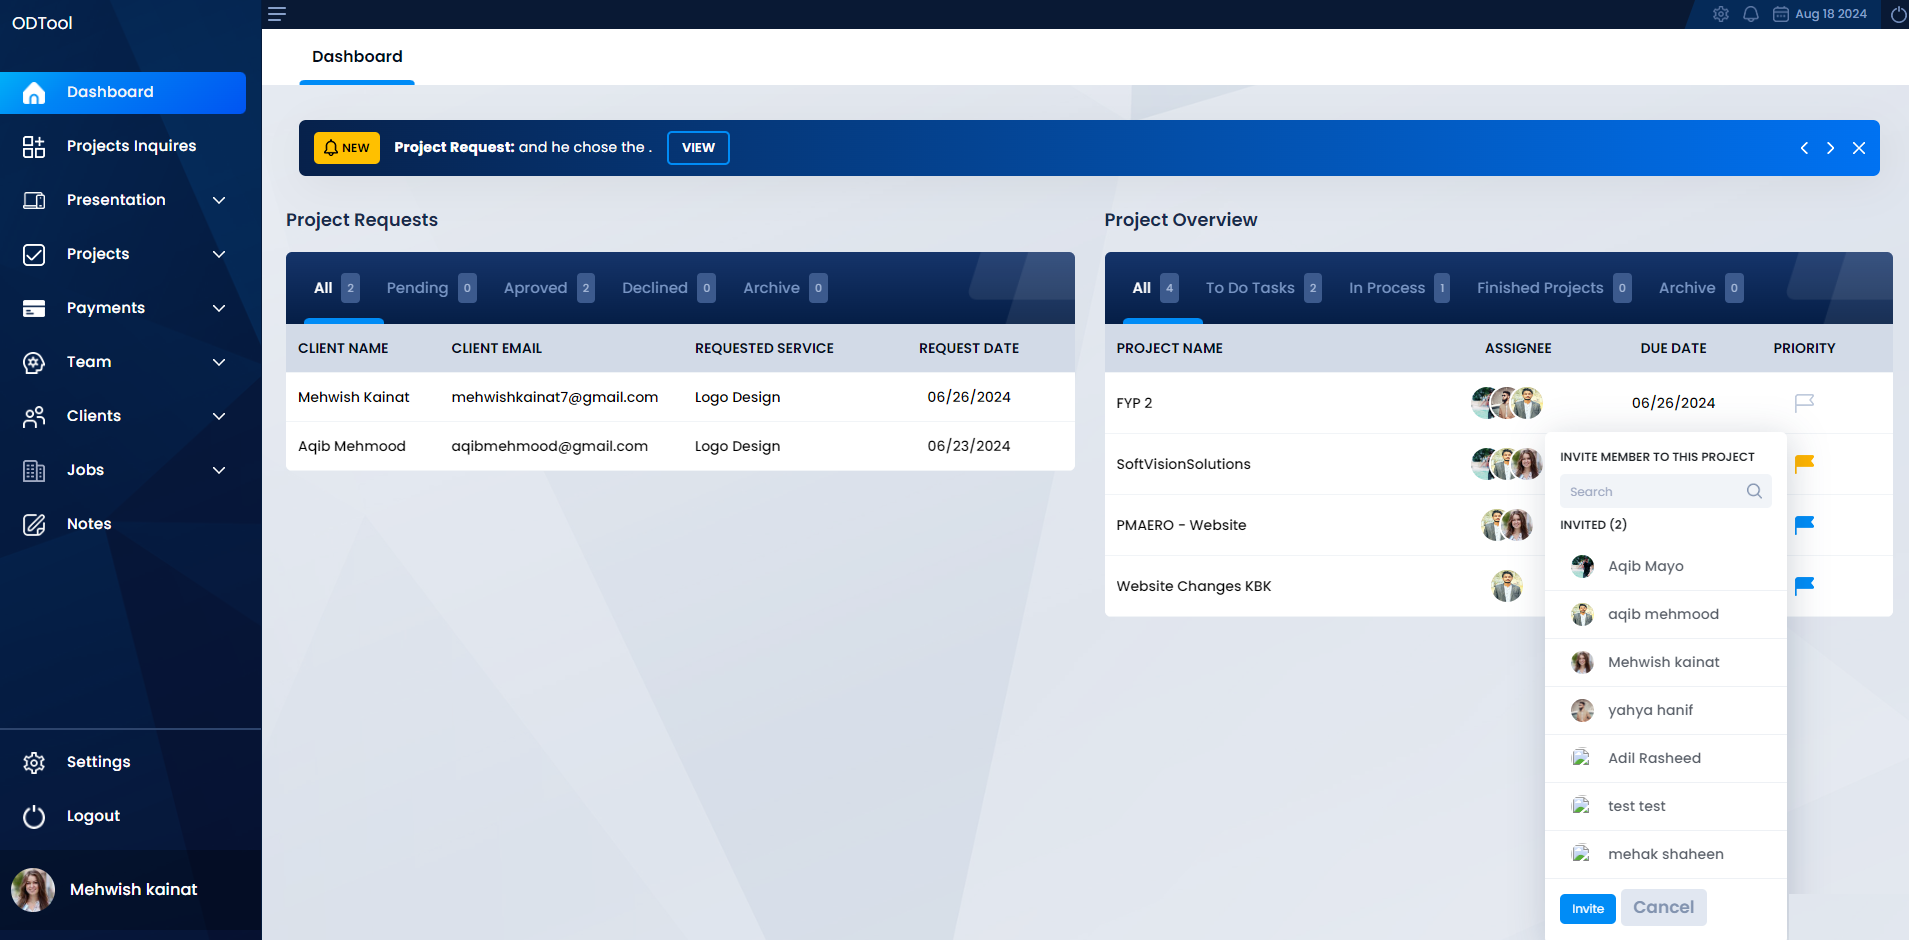 ODTool
Aug 18 2024
Dashboard
Projects Inquires
Presentation
Projects
Payments
Team
Clients
Jobs
Notes
Settings
Logout
Mehwish kainat
Dashboard
NEW Project Request: and he chose the . VIEW
Project Requests
All 2 Pending 0 Aproved 2 Declined 0 Archive 0
CLIENT NAME CLIENT EMAIL REQUESTED SERVICE REQUEST DATE
Mehwish Kainat mehwishkainat7@gmail.com Logo Design 06/26/2024
Aqib Mehmood aqibmehmood@gmail.com Logo Design 06/23/2024
Project Overview
All 4 To Do Tasks 2 In Process 1 Finished Projects 0 Archive 0
PROJECT NAME ASSIGNEE DUE DATE PRIORITY
FYP 2 06/26/2024
SoftVisionSolutions
PMAERO - Website
Website Changes KBK
INVITE MEMBER TO THIS PROJECT
Search
INVITED (2)
Aqib Mayo
aqib mehmood
Mehwish kainat
yahya hanif
Adil Rasheed
test test
mehak shaheen
Invite Cancel